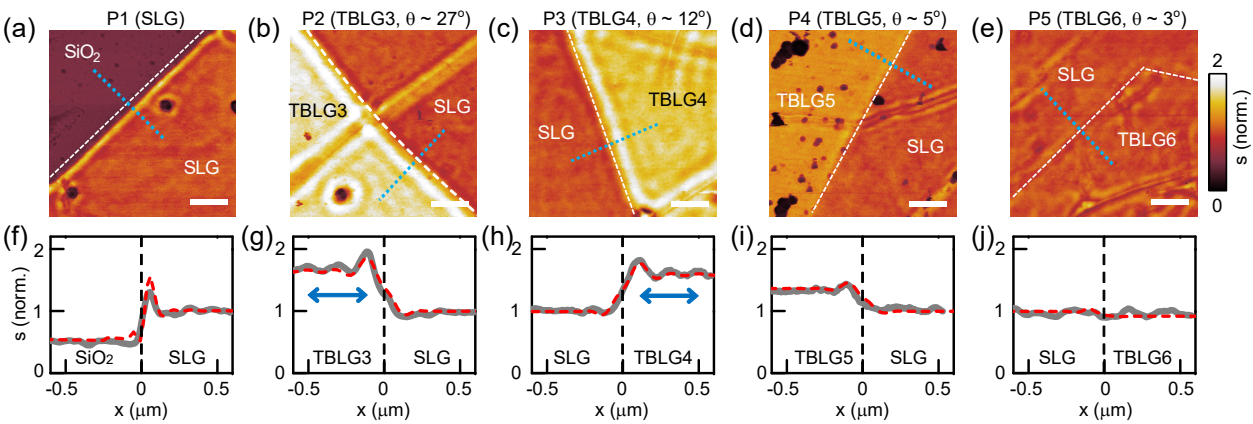 (a) P1 (SLG)
(b) P2 (TBLG3, θ ~ 27°)
(c) P3 (TBLG4, θ ~ 12°)
(d) P4 (TBLG5, θ ~ 5°)
(e) P5 (TBLG6, θ ~ 3°)
SiO₂
SLG
TBLG3
SLG
SLG
TBLG4
TBLG5
SLG
SLG
TBLG6
2
0
s (norm.)
(f)
(g)
(h)
(i)
(j)
s (norm.)
2
1
0
SiO₂ SLG
-0.5 0 0.5
x (μm)
2
1
0
TBLG3 SLG
-0.5 0 0.5
x (μm)
2
1
0
SLG TBLG4
-0.5 0 0.5
x (μm)
2
1
0
TBLG5 SLG
-0.5 0 0.5
x (μm)
2
1
0
SLG TBLG6
-0.5 0 0.5
x (μm)